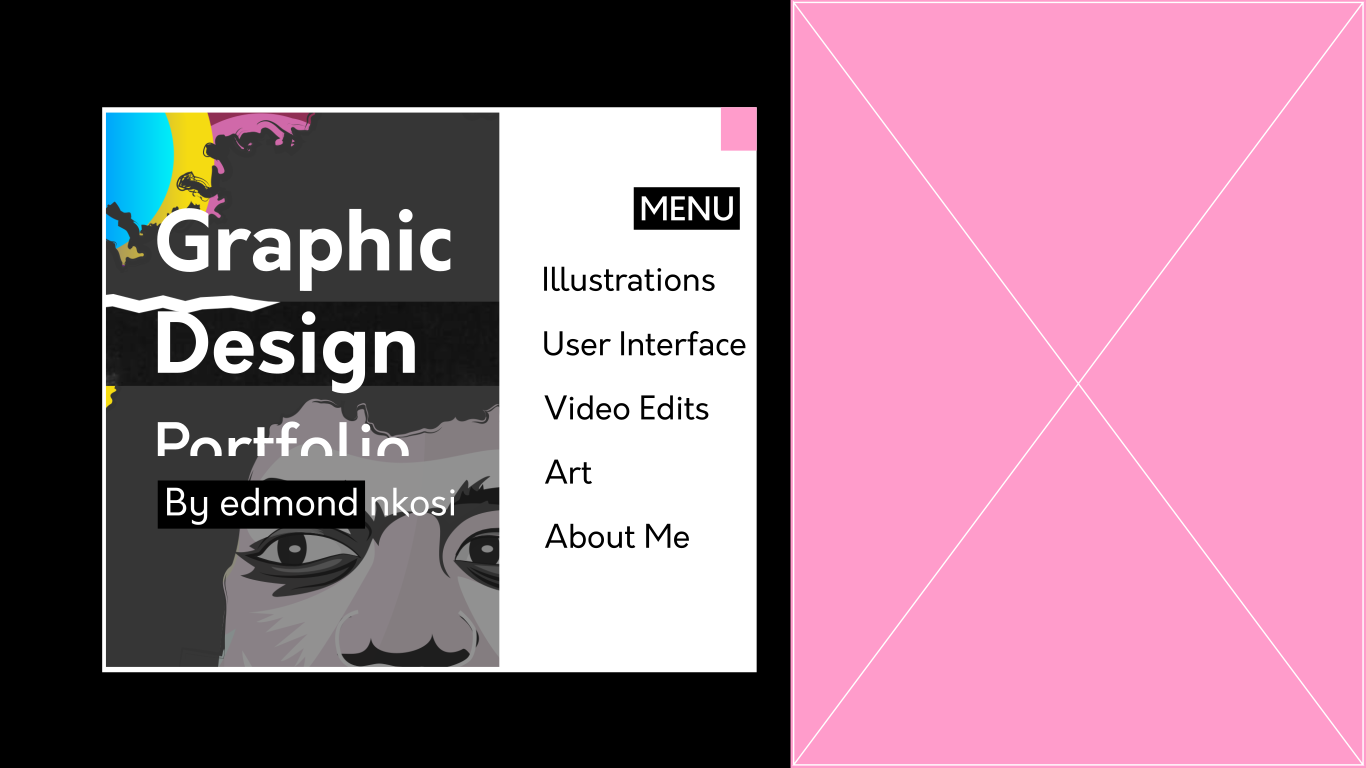 Graphic
Design
Portfolio
By edmond nkosi
MENU
Illustrations
User Interface
Video Edits
Art
About Me